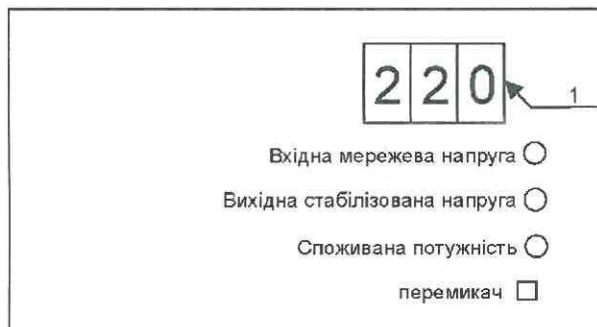 220
1
Вхідна мережева напруга
Вихідна стабілізована напруга
Споживана потужність
перемикач